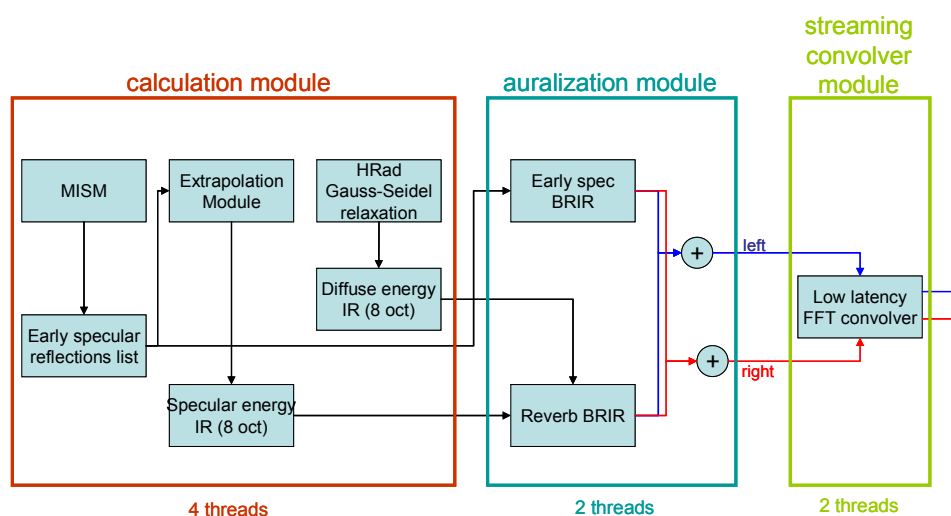 streaming
convolver
module
calculation module
auralization module
MISM
Extrapolation
Module
HRad
Gauss-Seidel
relaxation
Early spec
BRIR
+
left
Diffuse energy
IR (8 oct)
Low latency
FFT convolver
Early specular
reflections list
+
right
Specular energy
IR (8 oct)
Reverb BRIR
4 threads
2 threads
2 threads